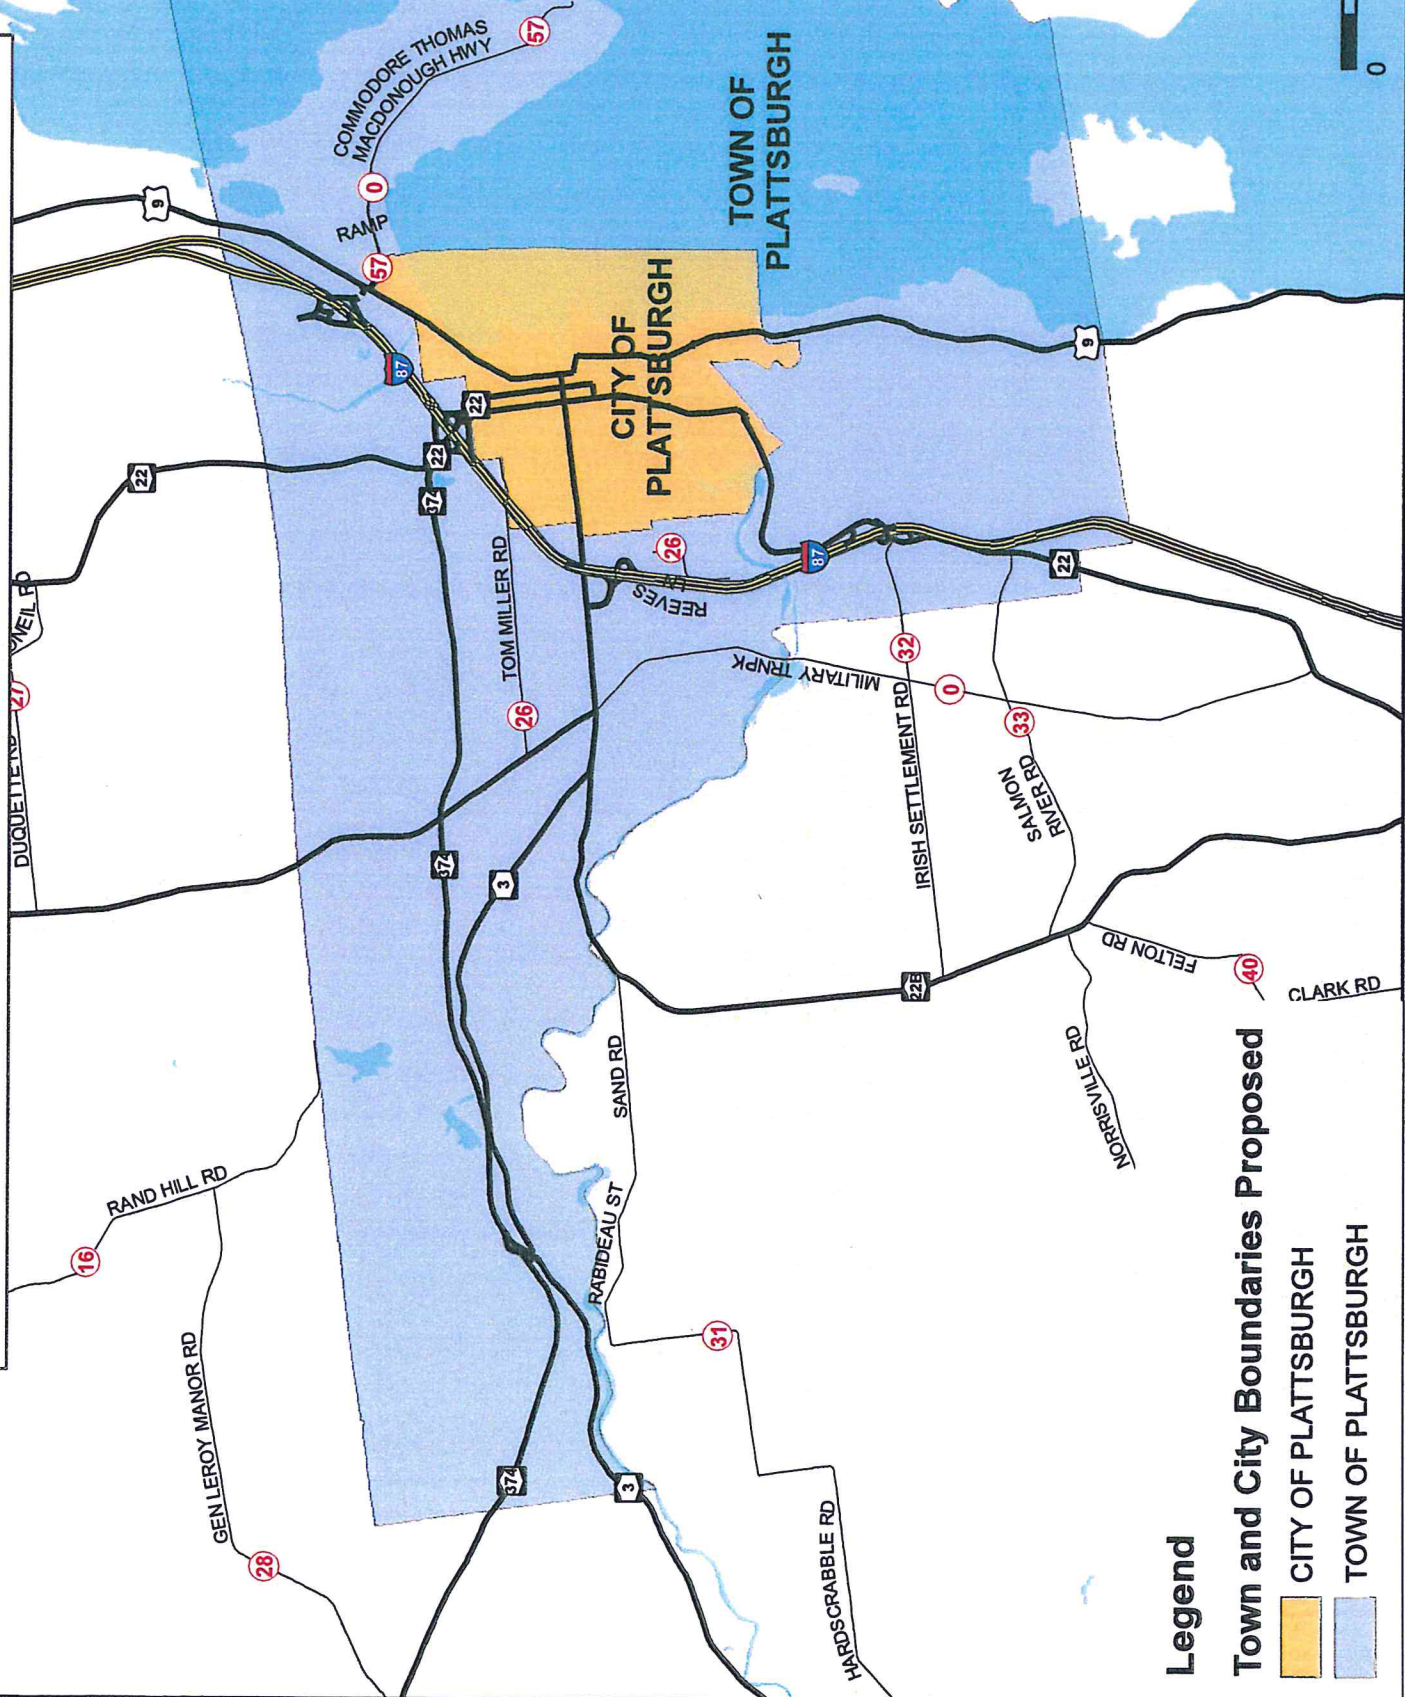 COMMODORE THOMAS
MACDONOUGH HWY
57
9
0
RAMP
57
TOWN OF
PLATTSBURGH
87
22
CITY OF
PLATTSBURGH
22
22
374
9
TOM MILLER RD
26
REEVES
LN
26
87
22
32
MILITARY TRNPK
0
IRISH SETTLEMENT RD
33
SALMON
RIVER RD
27
DUQUETTE RD
374
3
22B
FELTON RD
40
CLARK RD
NORRISVILLE RD
SAND RD
RABIDEAU ST
31
RAND HILL RD
16
GEN LEROY MANOR RD
28
374
3
HARDSCRABBLE RD
0
Legend
Town and City Boundaries Proposed
CITY OF PLATTSBURGH
TOWN OF PLATTSBURGH